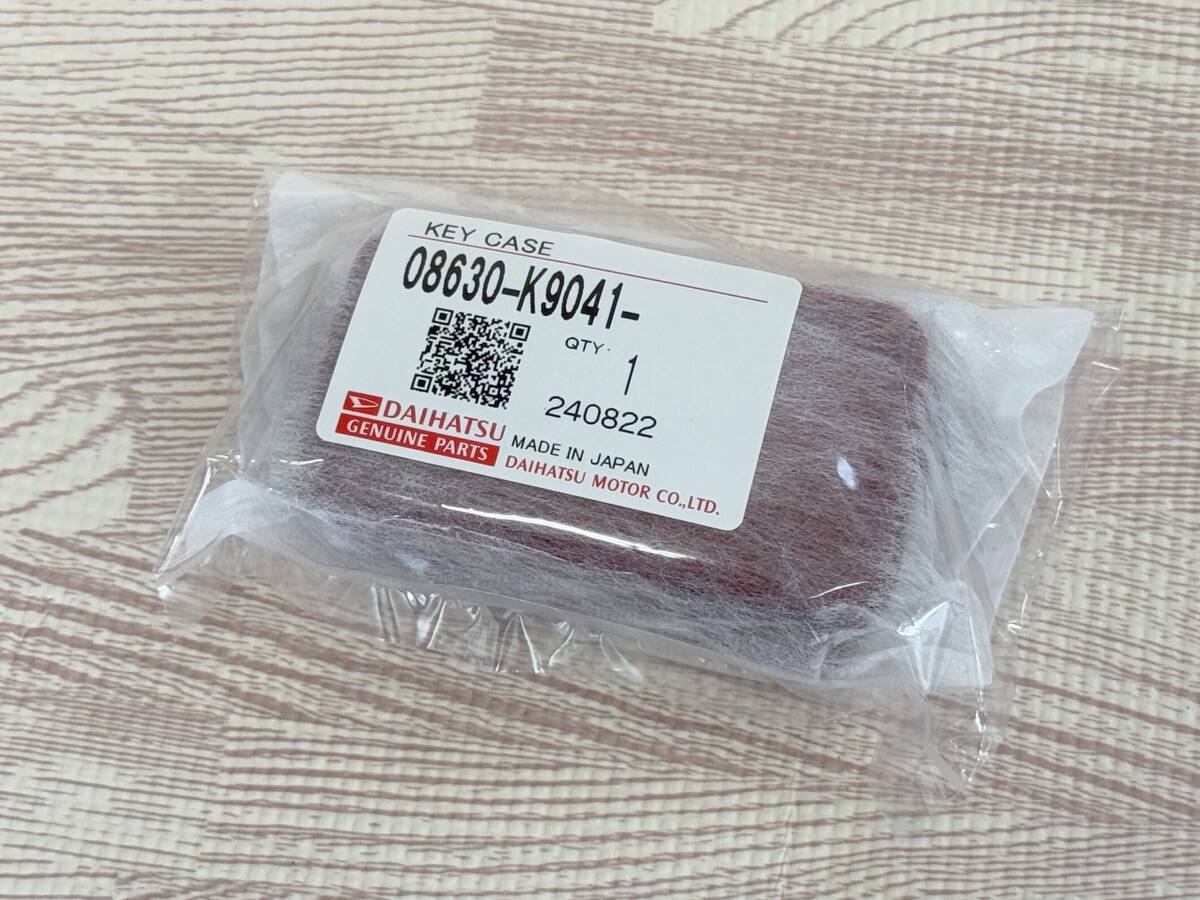 KEY CASE
08630-K9041-
QTY. 1
240822
DAIHATSU
GENUINE PARTS
MADE IN JAPAN
DAIHATSU MOTOR CO.,LTD.